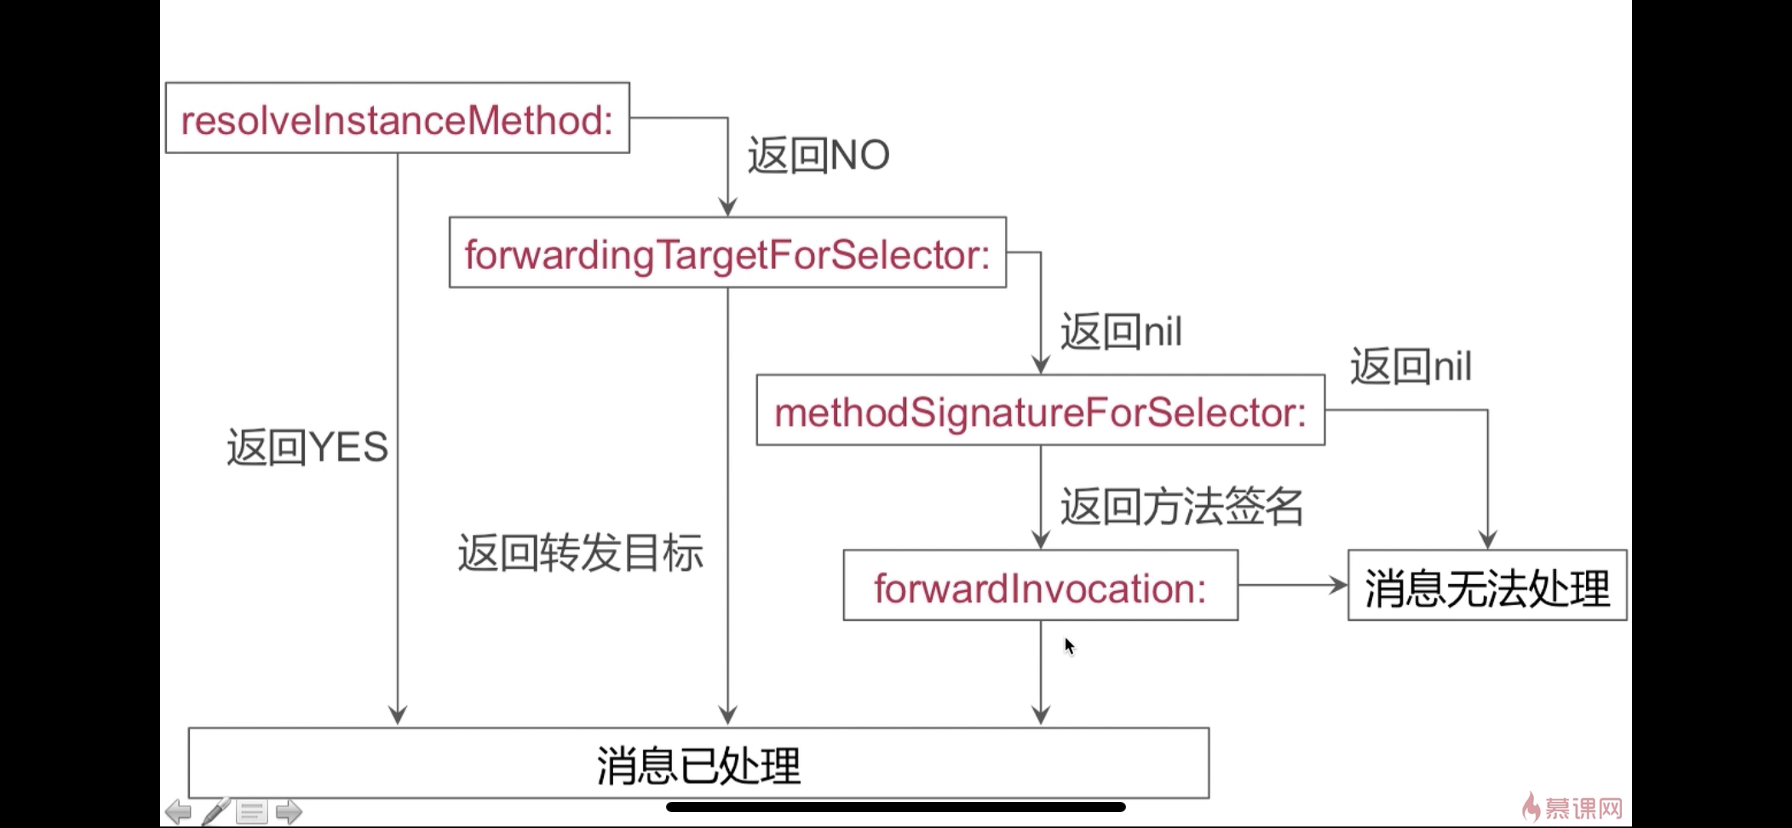 resolveInstanceMethod:
返回NO
forwardingTargetForSelector:
返回nil
返回nil
methodSignatureForSelector:
返回YES
返回方法签名
返回转发目标
forwardInvocation:
消息无法处理
消息已处理
慕课网